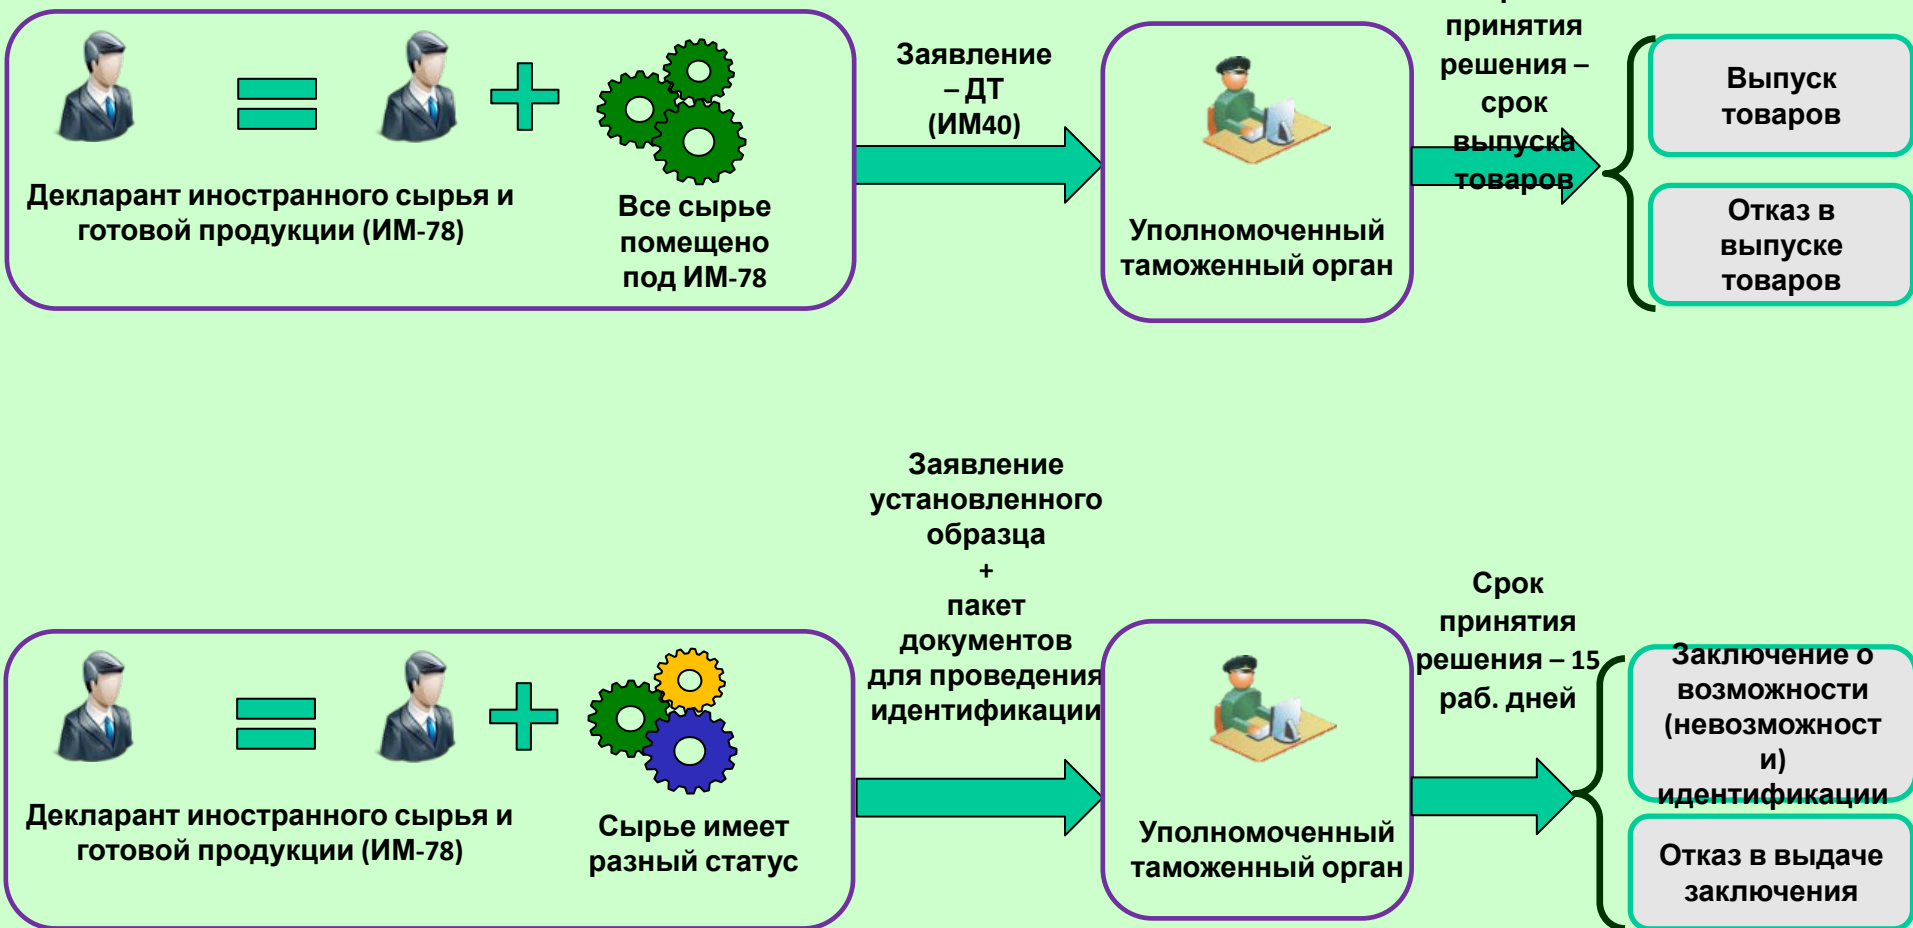 Декларант иностранного сырья и
готовой продукции (ИМ-78)
Все сырье
помещено
под ИМ-78
Заявление
– ДТ
(ИМ40)
Уполномоченный
таможенный орган
принятия
решения –
срок
выпуска
товаров
Выпуск
товаров
Отказ в
выпуске
товаров
Декларант иностранного сырья и
готовой продукции (ИМ-78)
Сырье имеет
разный статус
Заявление
установленного
образца
+
пакет
документов
для проведения
идентификации
Уполномоченный
таможенный орган
Срок
принятия
решения – 15
раб. дней
Заключение о
возможности
(невозможност
и)
идентификации
Отказ в выдаче
заключения